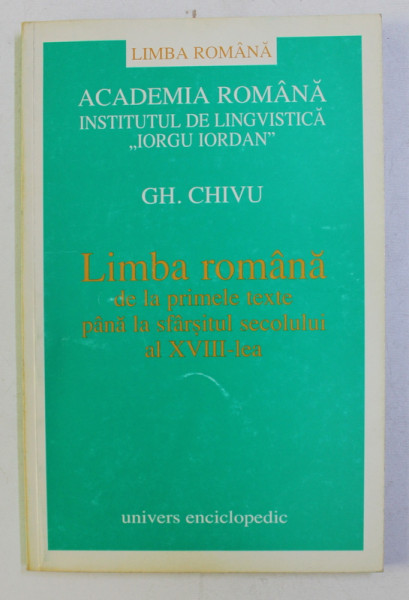 LIMBA ROMÂNĂ
ACADEMIA ROMÂNĂ
INSTITUTUL DE LINGVISTICĂ
„IORGU IORDAN”
GH. CHIVU
Limba română
de la primele texte
până la sfârșitul secolului
al XVIII-lea
univers enciclopedic